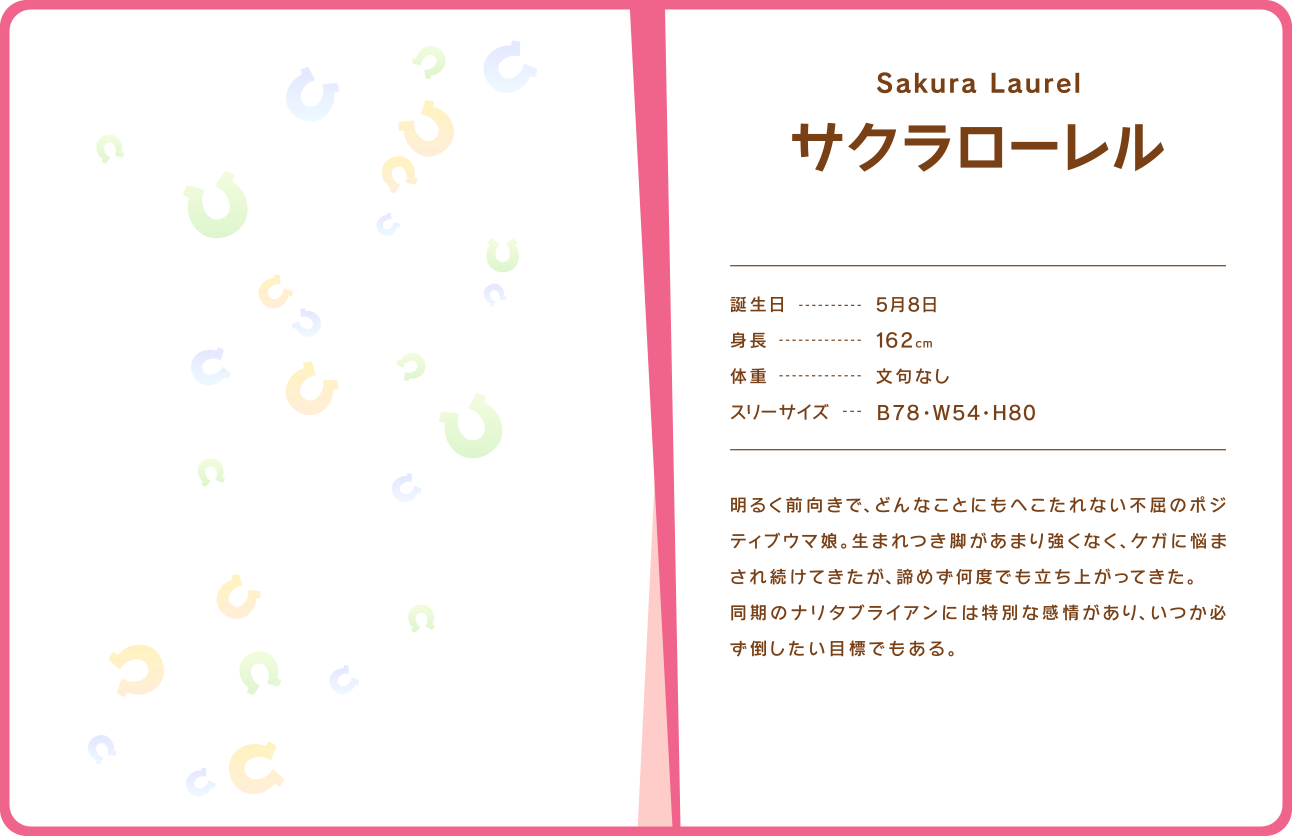 Sakura Laurel
サクラローレル
誕生日 ---------- 5月8日
身長 ------------- 162cm
体重 ------------- 文句なし
スリーサイズ --- B78・W54・H80
明るく前向きで、どんなことにもへこたれない不屈のポジ
ティブウマ娘。生まれつき脚があまり強くなく、ケガに悩ま
され続けてきたが、諦めず何度でも立ち上がってきた。
同期のナリタブライアンには特別な感情があり、いつか必
ず倒したい目標でもある。